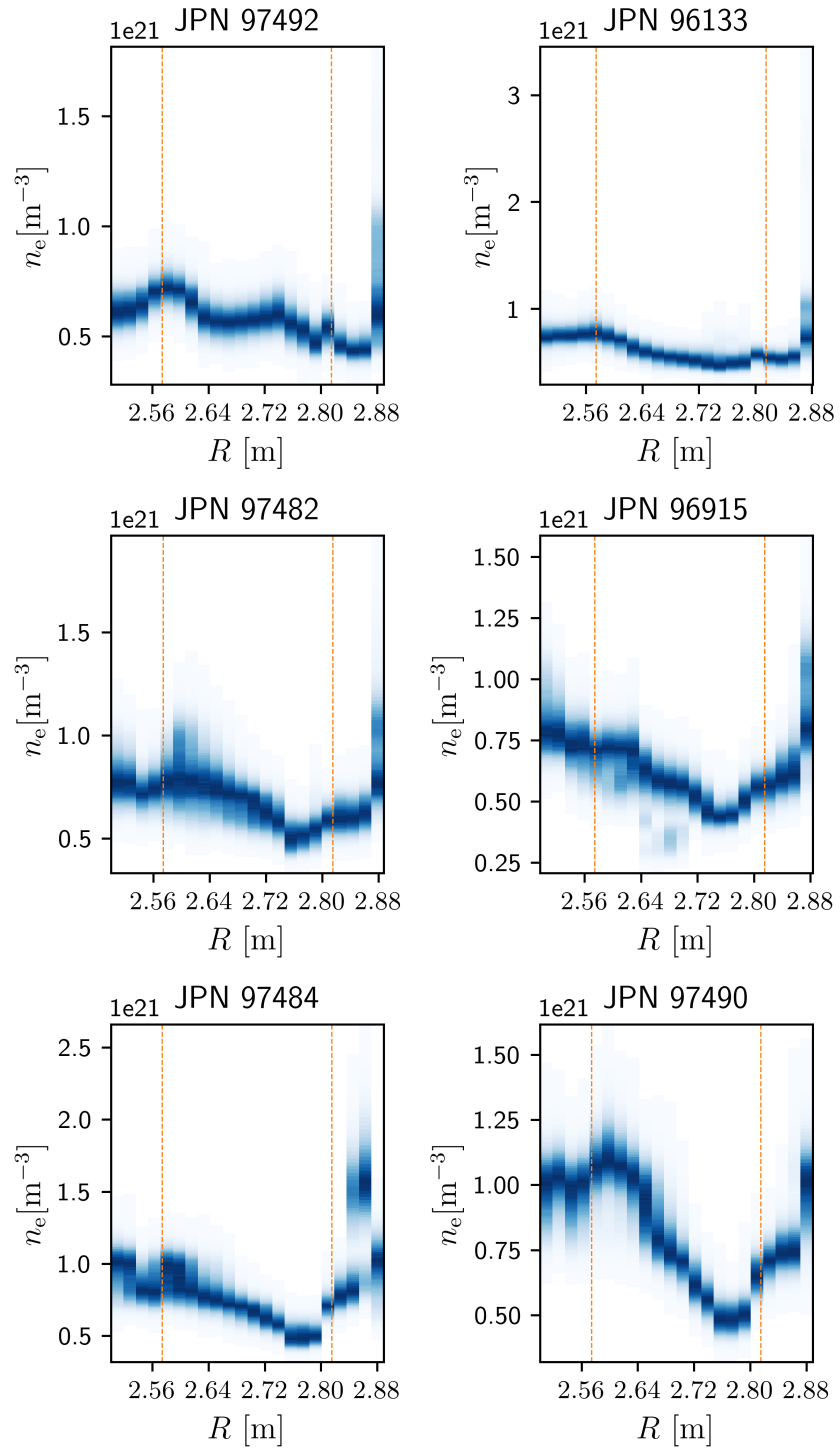 JPN 97492
1e21
1.5
1.0
0.5
n_e[m^{-3}]
2.56 2.64 2.72 2.80 2.88
R [m]
JPN 96133
1e21
3
2
1
n_e[m^{-3}]
2.56 2.64 2.72 2.80 2.88
R [m]
JPN 97482
1e21
1.5
1.0
0.5
n_e[m^{-3}]
2.56 2.64 2.72 2.80 2.88
R [m]
JPN 96915
1e21
1.50
1.25
1.00
0.75
0.50
0.25
n_e[m^{-3}]
2.56 2.64 2.72 2.80 2.88
R [m]
JPN 97484
1e21
2.5
2.0
1.5
1.0
0.5
n_e[m^{-3}]
2.56 2.64 2.72 2.80 2.88
R [m]
JPN 97490
1e21
1.50
1.25
1.00
0.75
0.50
n_e[m^{-3}]
2.56 2.64 2.72 2.80 2.88
R [m]